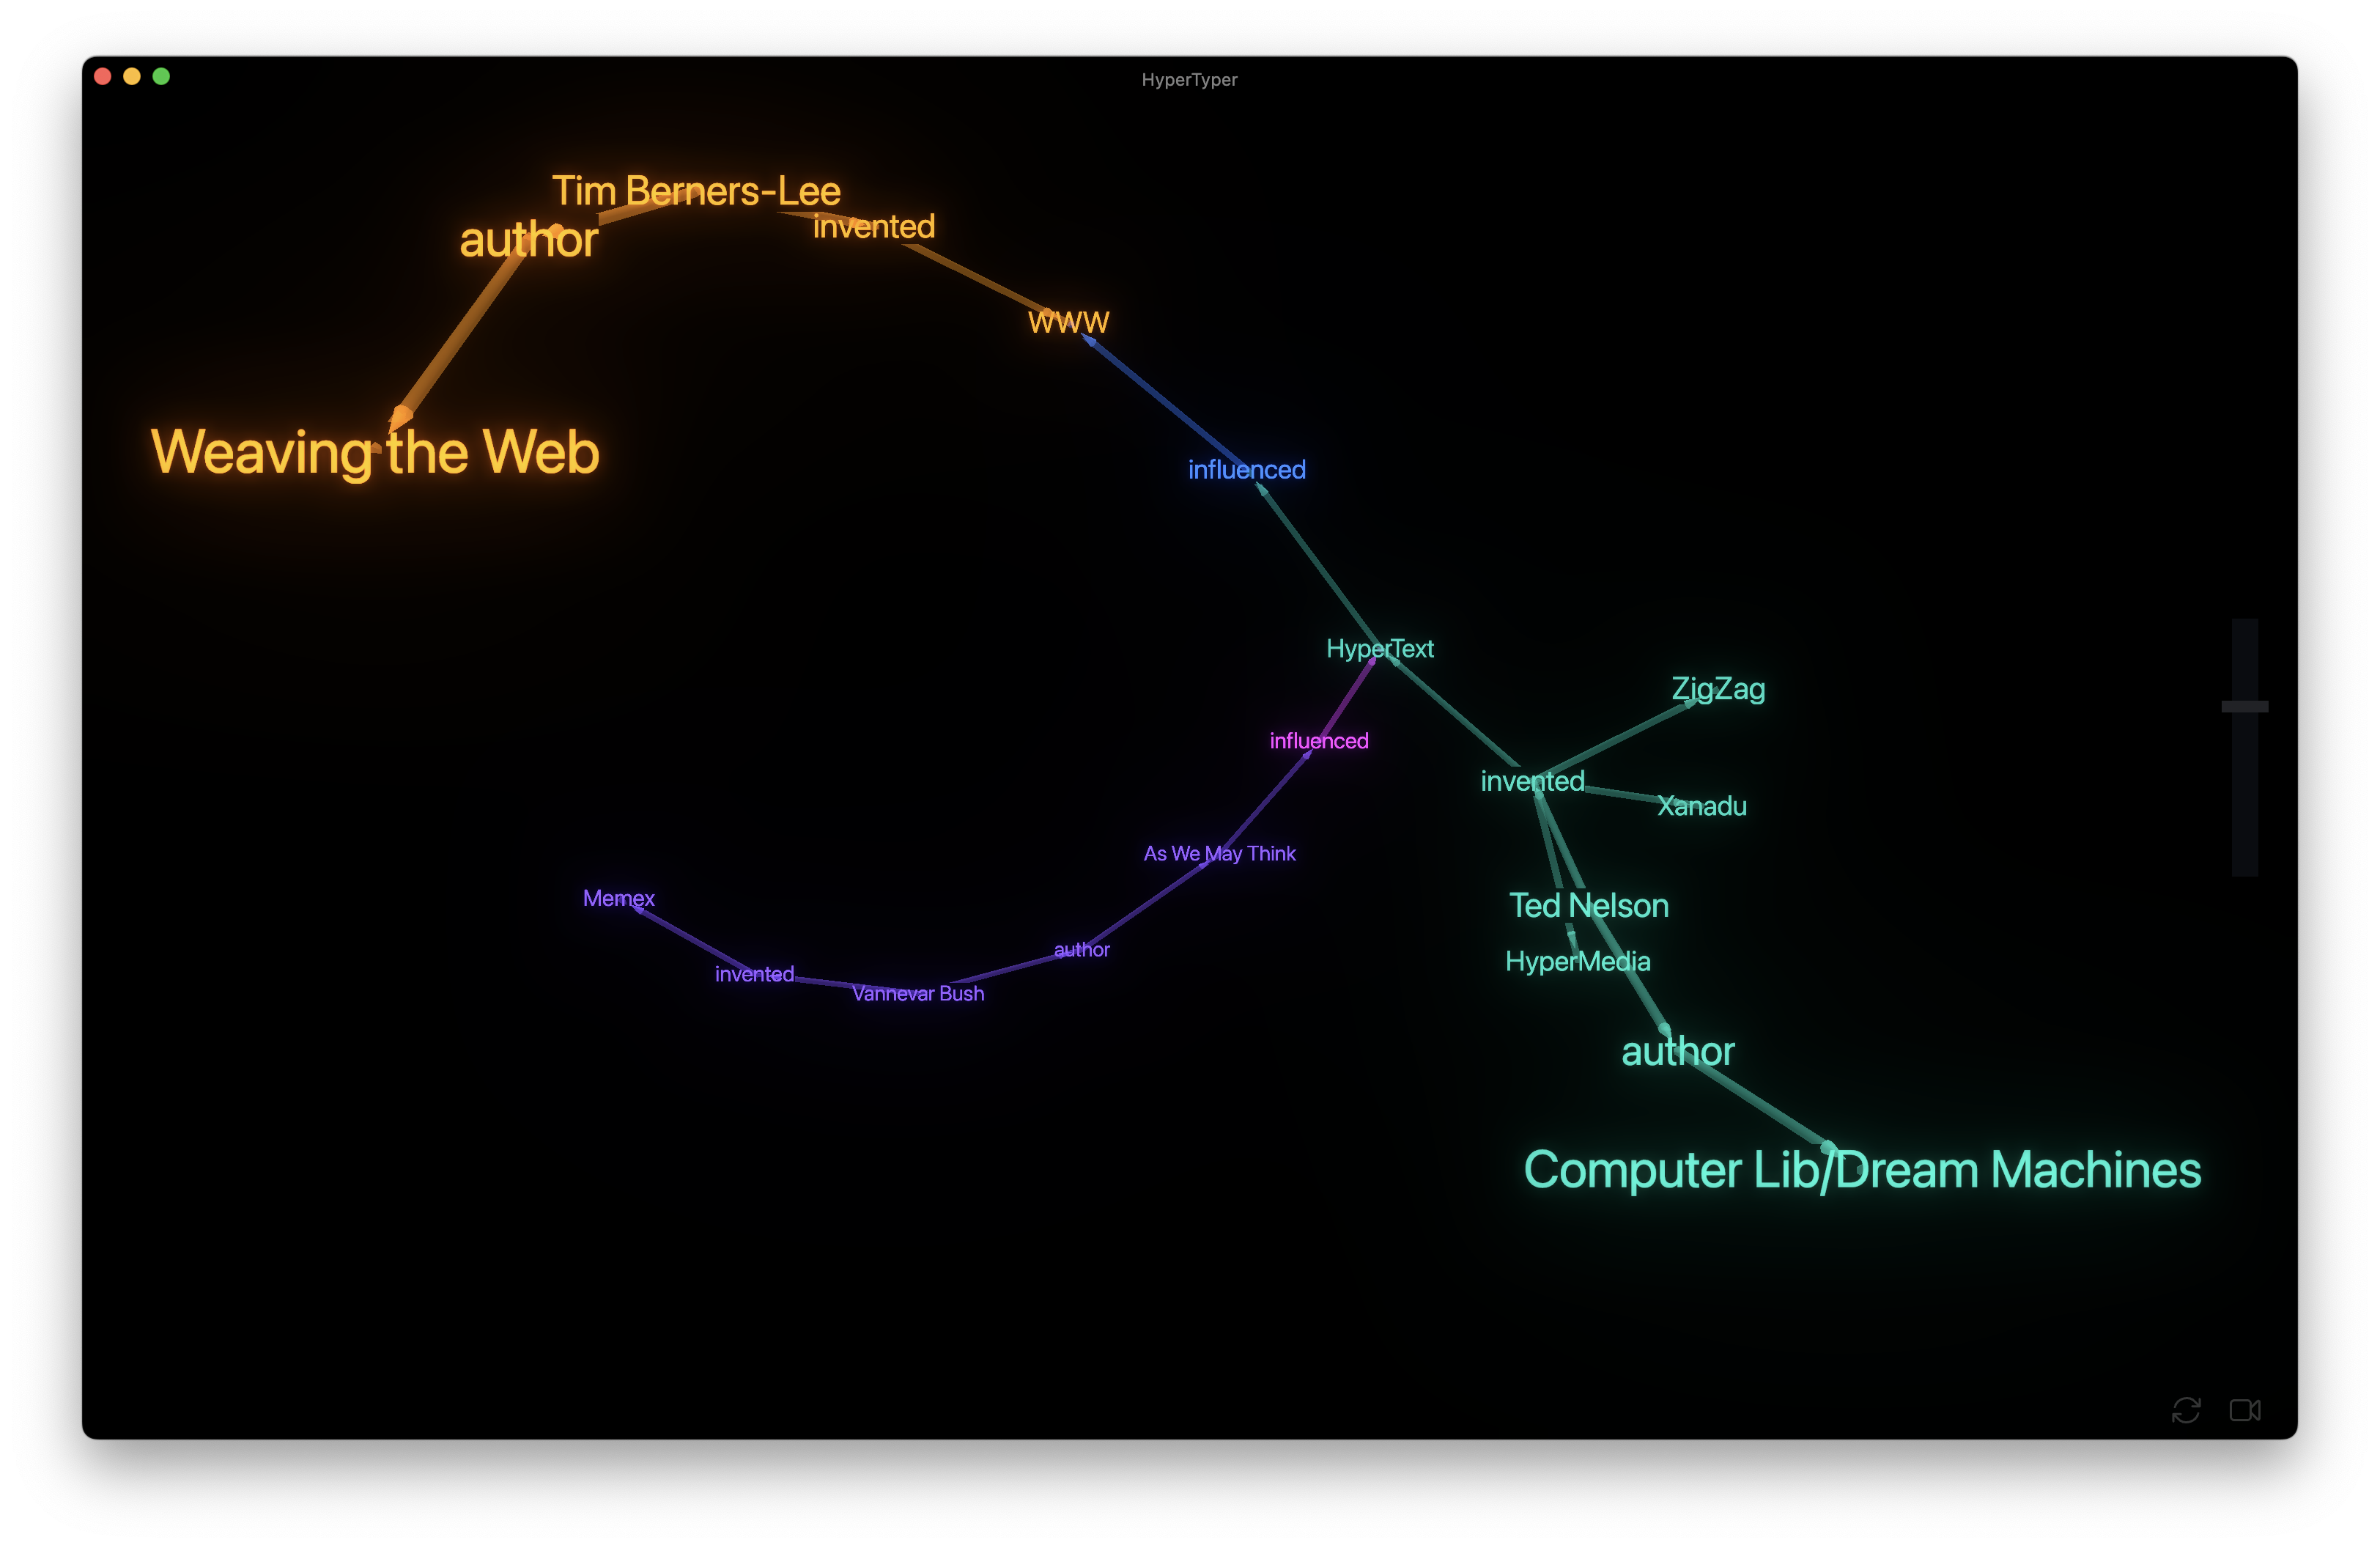 HyperTyper
Tim Berners-Lee
author
invented
WWW
Weaving the Web
influenced
HyperText
ZigZag
influenced
invented
Xanadu
As We May Think
Memex
Ted Nelson
author
HyperMedia
invented
Vannevar Bush
author
Computer Lib/Dream Machines